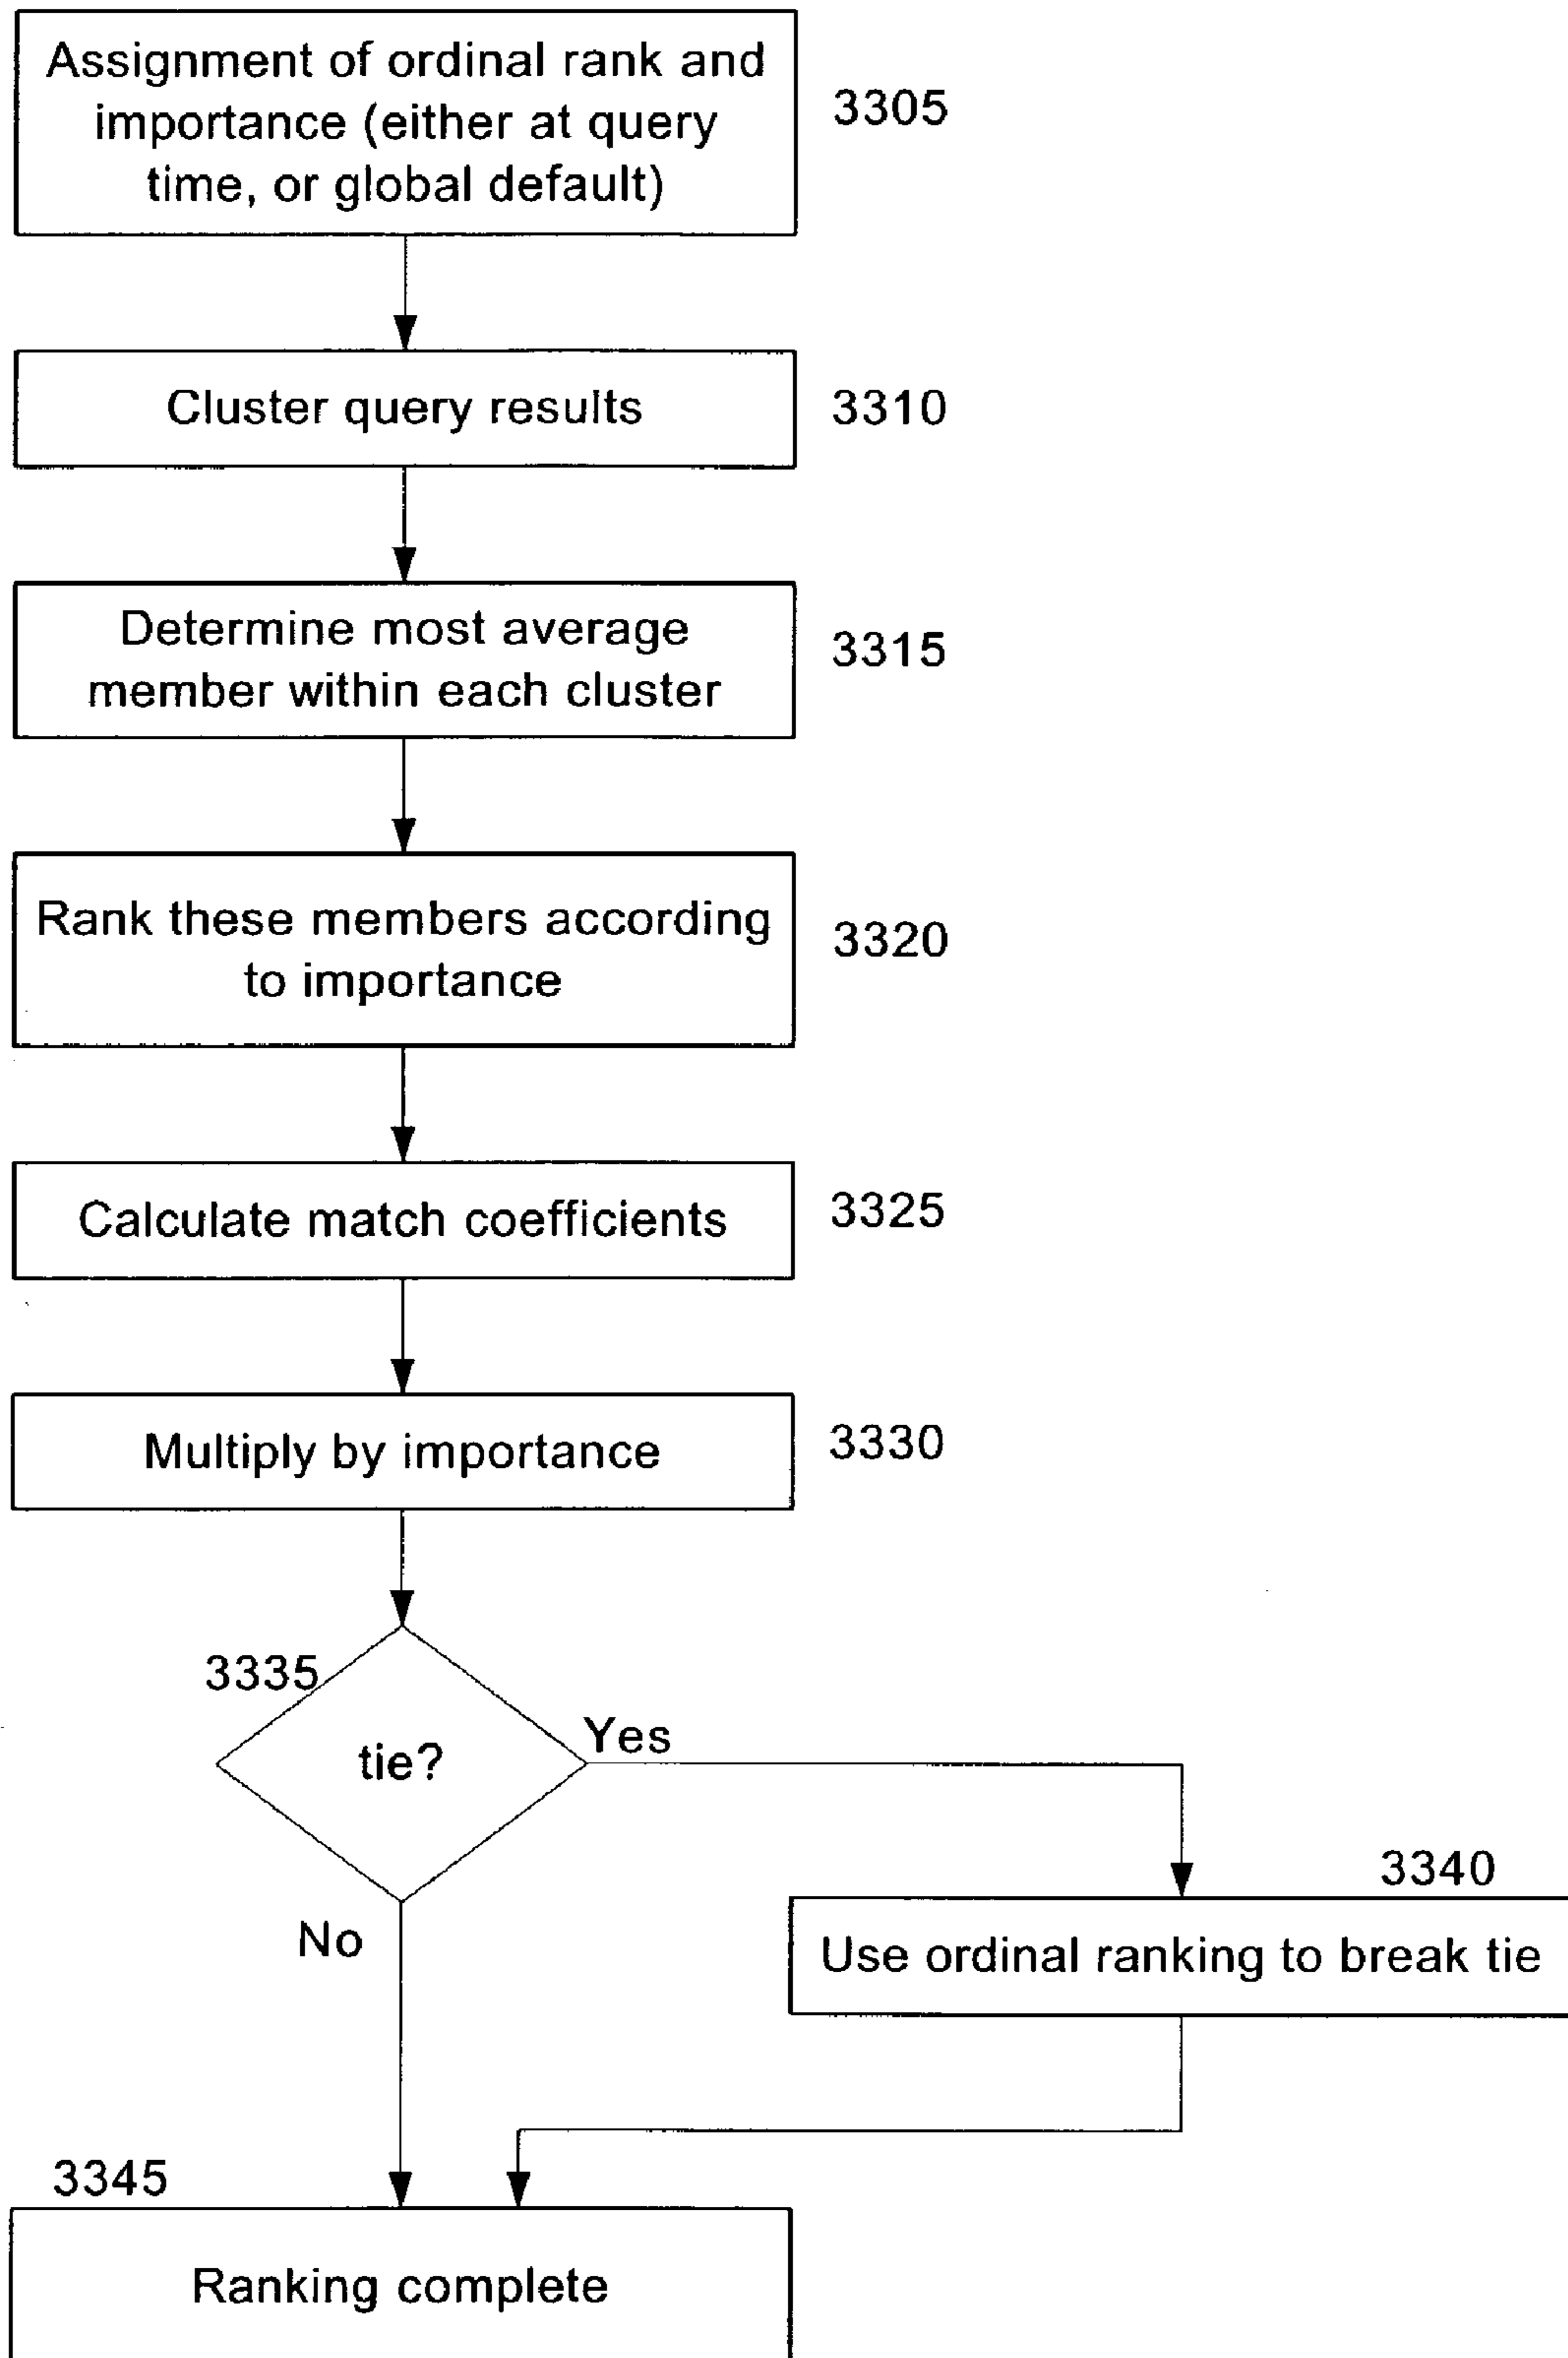 Assignment of ordinal rank and
importance (either at query
time, or global default)
3305
Cluster query results
3310
Determine most average
member within each cluster
3315
Rank these members according
to importance
3320
Calculate match coefficients
3325
Multiply by importance
3330
3335
tie?
Yes
No
3340
Use ordinal ranking to break tie
3345
Ranking complete